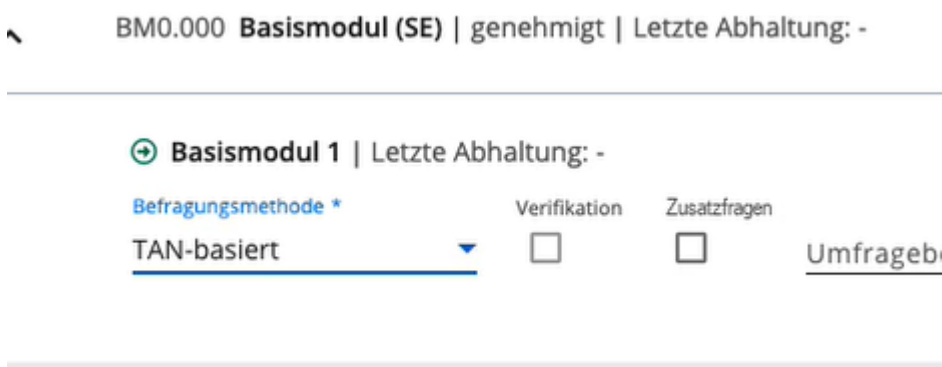 BM0.000 Basismodul (SE) | genehmigt | Letzte Abhaltung: -
Basismodul 1 | Letzte Abhaltung: -
Befragungsmethode * Verifikation Zusatzfragen
TAN-basiert